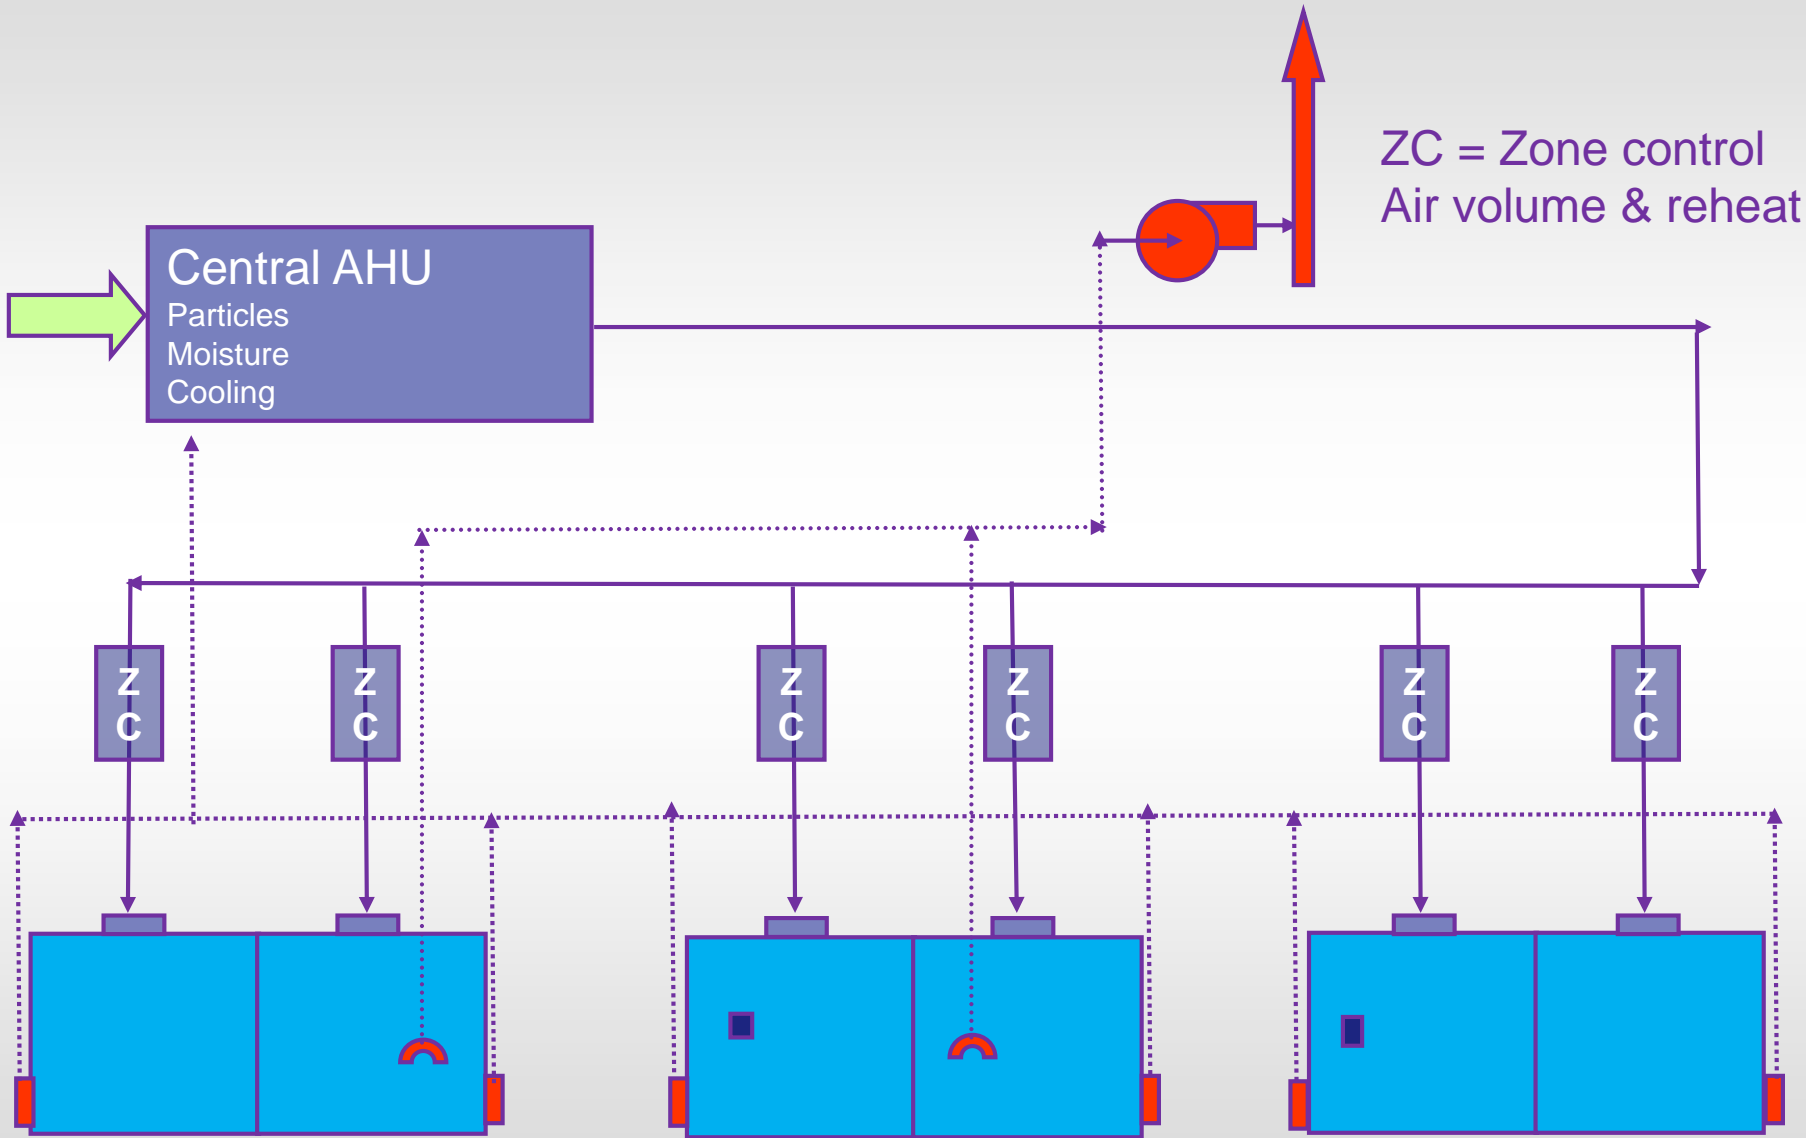 ZC = Zone control
Air volume & reheat
Central AHU
Particles
Moisture
Cooling
Z
C
Z
C
Z
C
Z
C
Z
C
Z
C